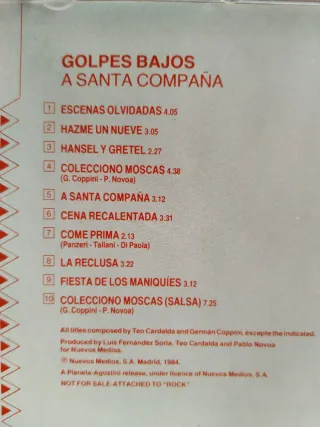 GOLPES BAJOS
A SANTA COMPAÑA
1 ESCENAS OLVIDADAS 4.05
2 HAZME UN NUEVE 3.05
3 HANSEL Y GRETEL 2.27
4 COLECCIONO MOSCAS 4.38
(G. Coppini - P. Novoa)
5 A SANTA COMPAÑA 3.12
6 CENA RECALENTADA 3.31
7 COME PRIMA 2.13
(Panzeri - Taliani - Di Paola)
8 LA RECLUSA 3.22
9 FIESTA DE LOS MANIQUÍES 3.12
10 COLECCIONO MOSCAS (SALSA) 7.25
(G. Coppini - P. Novoa)
All titles composed by Teo Cardalda and Germán Coppini, excepte the indicated.
Produced by Luis Fernández Soria, Teo Cardalda and Pablo Novoa
for Nuevos Medios.
℗ Nuevos Medios, S.A. Madrid, 1984.
A Planeta-Agostini release, under licence of Nuevos Medios, S.A.
NOT FOR SALE-ATTACHED TO "ROCK"